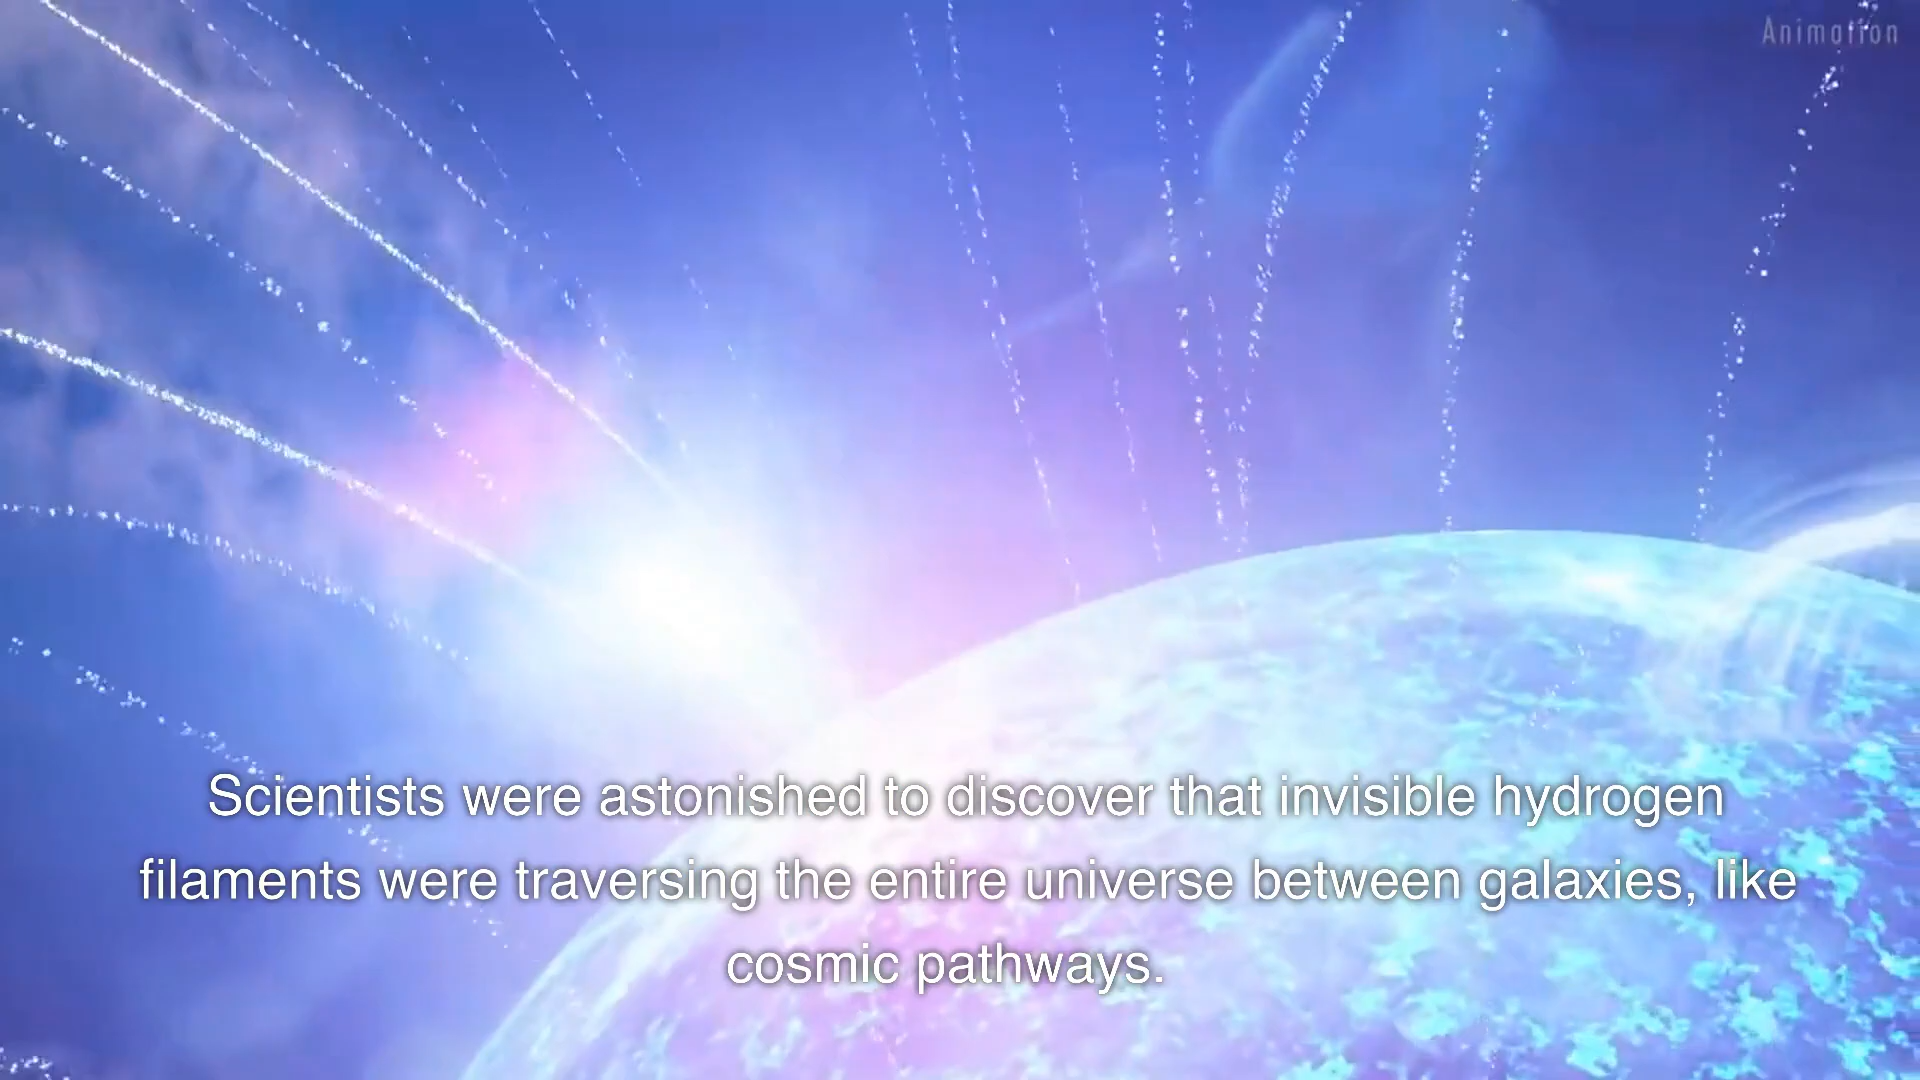 Animation
Scientists were astonished to discover that invisible hydrogen
filaments were traversing the entire universe between galaxies, like
cosmic pathways.